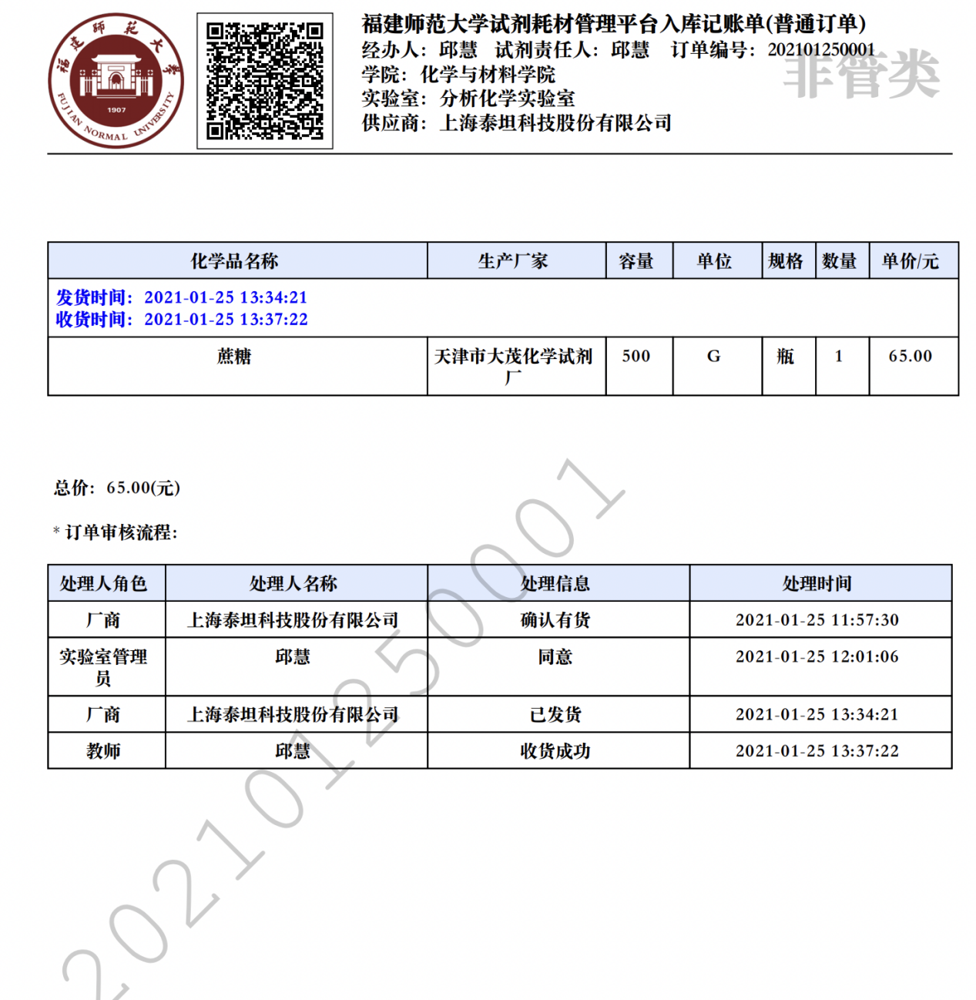 福建师范大学
1907
FUJIAN NORMAL UNIVERSITY
福建师范大学试剂耗材管理平台入库记账单(普通订单)
经办人：邱慧 试剂责任人：邱慧 订单编号：202101250001
非管类
学院：化学与材料学院
实验室：分析化学实验室
供应商：上海泰坦科技股份有限公司
化学品名称 生产厂家 容量 单位 规格 数量 单价/元
发货时间：2021-01-25 13:34:21
收货时间：2021-01-25 13:37:22
蔗糖 天津市大茂化学试剂 500 G 瓶 1 65.00
厂
总价：65.00(元)
* 订单审核流程：
处理人角色 处理人名称 处理信息 处理时间
厂商 上海泰坦科技股份有限公司 确认有货 2021-01-25 11:57:30
实验室管理 邱慧 同意 2021-01-25 12:01:06
员
厂商 上海泰坦科技股份有限公司 已发货 2021-01-25 13:34:21
教师 邱慧 收货成功 2021-01-25 13:37:22
202101250001